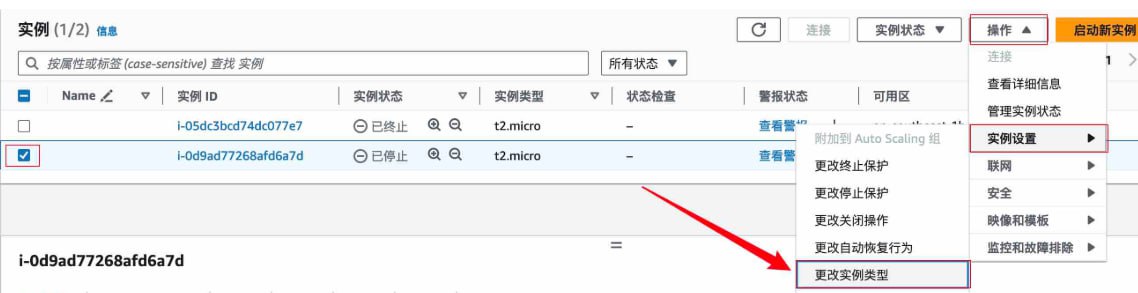 实例 (1/2) 信息 连接 实例状态 操作 启动新实例
按属性或标签 (case-sensitive) 查找 实例 所有状态 1
Name 实例 ID 实例状态 实例类型 状态检查 警报状态 可用区
i-05dc3bcd74dc077e7 已终止 t2.micro – 查看警
i-0d9ad77268afd6a7d 已停止 t2.micro – 查看警
连接
查看详细信息
管理实例状态
实例设置
联网
安全
映像和模板
监控和故障排除
附加到 Auto Scaling 组
更改终止保护
更改停止保护
更改关闭操作
更改自动恢复行为
更改实例类型
i-0d9ad77268afd6a7d